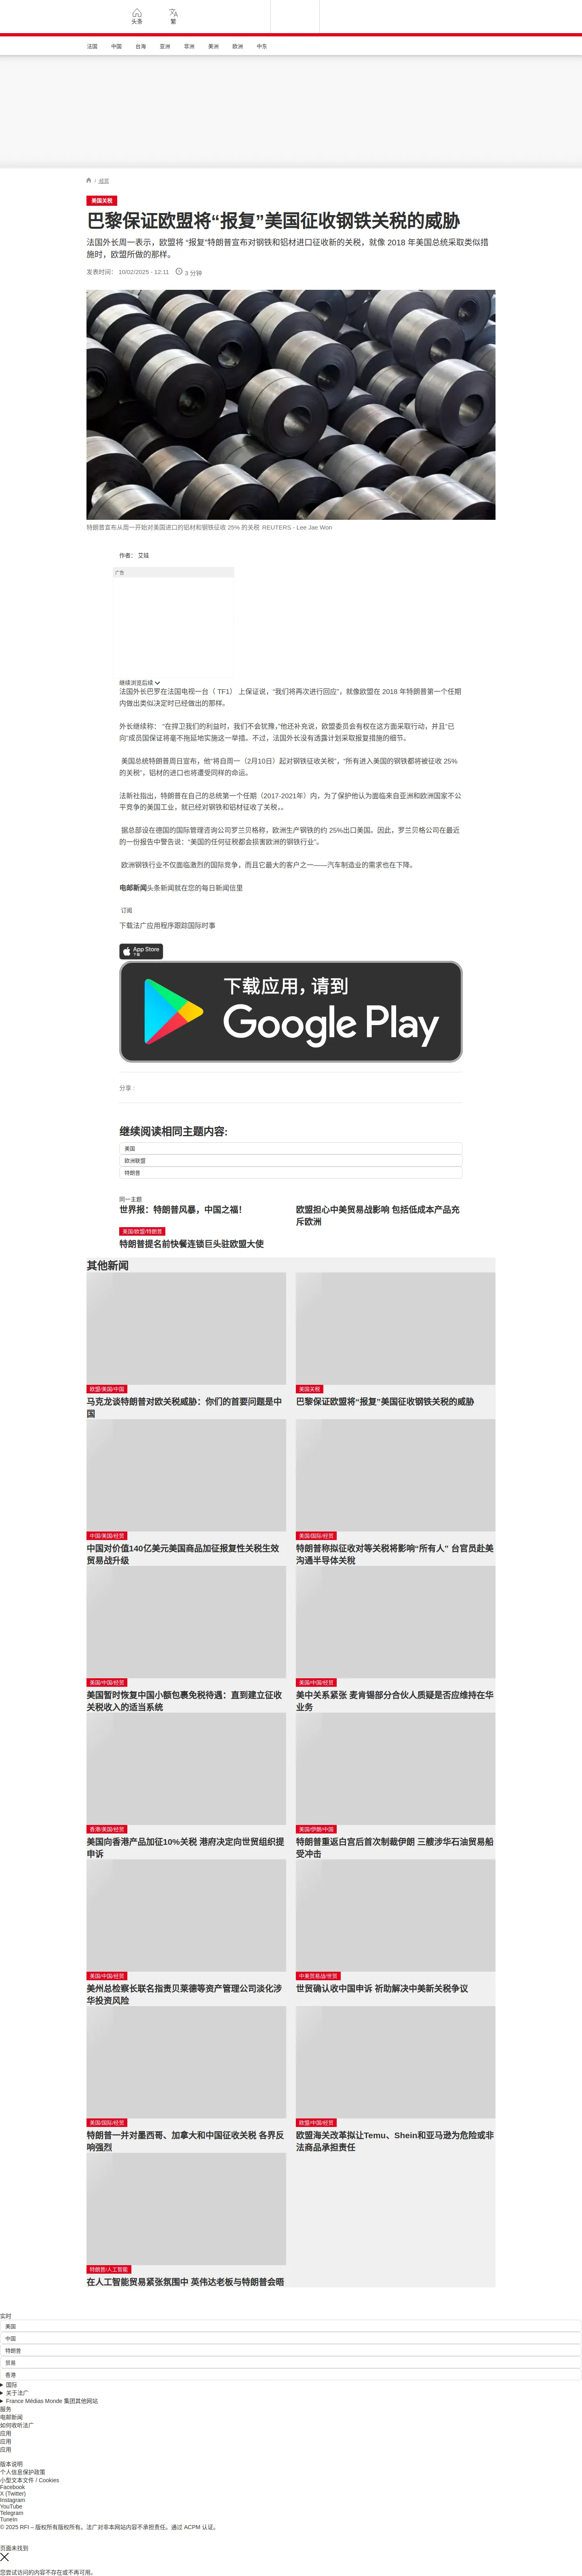 头条
繁
法国
中国
台海
亚洲
非洲
美洲
欧洲
中东
/ 经贸
美国关税
巴黎保证欧盟将“报复”美国征收钢铁关税的威胁
法国外长周一表示，欧盟将 “报复”特朗普宣布对钢铁和铝材进口征收新的关税，就像 2018 年美国总统采取类似措
施时，欧盟所做的那样。
发表时间： 10/02/2025 - 12:11
3 分钟
特朗普宣布从周一开始对美国进口的铝材和钢铁征收 25% 的关税 REUTERS - Lee Jae Won
作者： 艾娅
广告
继续浏览后续
法国外长巴罗在法国电视一台（ TF1） 上保证说，“我们将再次进行回应”，就像欧盟在 2018 年特朗普第一个任期
内做出类似决定时已经做出的那样。
外长继续称： “在捍卫我们的利益时，我们不会犹豫，”他还补充说，欧盟委员会有权在这方面采取行动，并且“已
向”成员国保证将毫不拖延地实施这一举措。不过，法国外长没有透露计划采取报复措施的细节。
美国总统特朗普周日宣布，他“将自周一（2月10日）起对钢铁征收关税”，“所有进入美国的钢铁都将被征收 25%
的关税”，铝材的进口也将遭受同样的命运。
法新社指出，特朗普在自己的总统第一个任期（2017-2021年）内，为了保护他认为面临来自亚洲和欧洲国家不公
平竞争的美国工业，就已经对钢铁和铝材征收了关税，。
据总部设在德国的国际管理咨询公司罗兰贝格称，欧洲生产钢铁的约 25%出口美国。因此，罗兰贝格公司在最近
的一份报告中警告说：“美国的任何征税都会损害欧洲的钢铁行业”。
欧洲钢铁行业不仅面临激烈的国际竞争，而且它最大的客户之一——汽车制造业的需求也在下降。
电邮新闻头条新闻就在您的每日新闻信里
订阅
下载法广应用程序跟踪国际时事
App Store
下载
下载应用，请到
Google Play
分享 :
继续阅读相同主题内容:
美国
欧洲联盟
特朗普
同一主题
世界报：特朗普风暴，中国之福！
欧盟担心中美贸易战影响 包括低成本产品充
斥欧洲
美国/欧盟/特朗普
特朗普提名前快餐连锁巨头驻欧盟大使
其他新闻
欧盟/美国/中国
马克龙谈特朗普对欧关税威胁：你们的首要问题是中
国
美国关税
巴黎保证欧盟将“报复”美国征收钢铁关税的威胁
中国/美国/经贸
中国对价值140亿美元美国商品加征报复性关税生效
贸易战升级
美国/国际/经贸
特朗普称拟征收对等关税将影响“所有人” 台官员赴美
沟通半导体关税
美国/中国/经贸
美国暂时恢复中国小额包裹免税待遇：直到建立征收
关税收入的适当系统
美国/中国/经贸
美中关系紧张 麦肯锡部分合伙人质疑是否应维持在华
业务
香港/美国/经贸
美国向香港产品加征10%关税 港府决定向世贸组织提
申诉
美国/伊朗/中国
特朗普重返白宫后首次制裁伊朗 三艘涉华石油贸易船
受冲击
美国/中国/经贸
美州总检察长联名指责贝莱德等资产管理公司淡化涉
华投资风险
中美贸易战/世贸
世贸确认收中国申诉 祈助解决中美新关税争议
美国/国际/经贸
特朗普一并对墨西哥、加拿大和中国征收关税 各界反
响强烈
欧盟/中国/经贸
欧盟海关改革拟让Temu、Shein和亚马逊为危险或非
法商品承担责任
特朗普/人工智能
在人工智能贸易紧张氛围中 英伟达老板与特朗普会晤
实时
美国
中国
特朗普
贸易
香港
国际
关于法广
France Médias Monde 集团其他网站
服务
电邮新闻
如何收听法广
应用
应用
应用
版本说明
个人信息保护政策
小型文本文件 / Cookies
Facebook
X (Twitter)
Instagram
YouTube
Telegram
TuneIn
© 2025 RFI – 版权所有版权所有。法广对非本网站内容不承担责任。通过 ACPM 认证。
页面未找到
您尝试访问的内容不存在或不再可用。